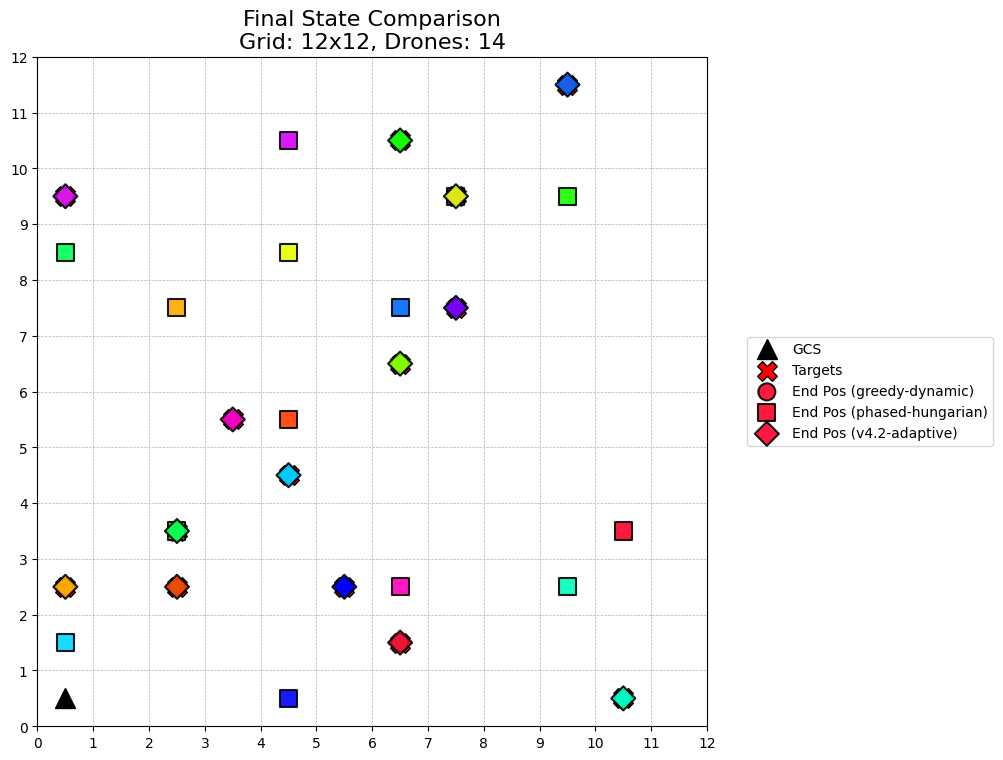 Final State Comparison
Grid: 12x12, Drones: 14
12
11
10
9
8
7
6
5
4
3
2
1
0
0 1 2 3 4 5 6 7 8 9 10 11 12
GCS
Targets
End Pos (greedy-dynamic)
End Pos (phased-hungarian)
End Pos (v4.2-adaptive)